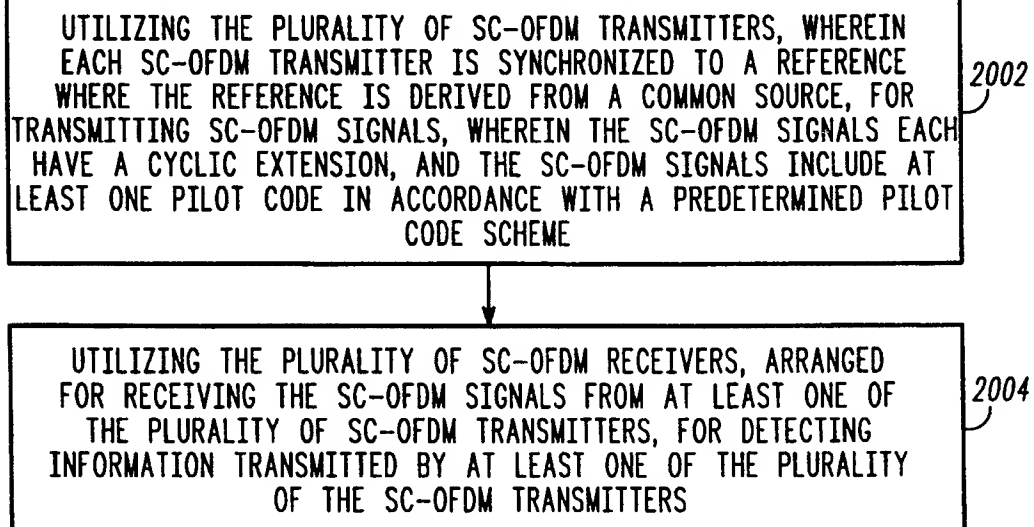 UTILIZING THE PLURALITY OF SC-OFDM TRANSMITTERS, WHEREIN
EACH SC-OFDM TRANSMITTER IS SYNCHRONIZED TO A REFERENCE
WHERE THE REFERENCE IS DERIVED FROM A COMMON SOURCE, FOR
TRANSMITTING SC-OFDM SIGNALS, WHEREIN THE SC-OFDM SIGNALS EACH
HAVE A CYCLIC EXTENSION, AND THE SC-OFDM SIGNALS INCLUDE AT
LEAST ONE PILOT CODE IN ACCORDANCE WITH A PREDETERMINED PILOT
CODE SCHEME
2002
UTILIZING THE PLURALITY OF SC-OFDM RECEIVERS, ARRANGED
FOR RECEIVING THE SC-OFDM SIGNALS FROM AT LEAST ONE OF
THE PLURALITY OF SC-OFDM TRANSMITTERS, FOR DETECTING
INFORMATION TRANSMITTED BY AT LEAST ONE OF THE PLURALITY
OF THE SC-OFDM TRANSMITTERS
2004